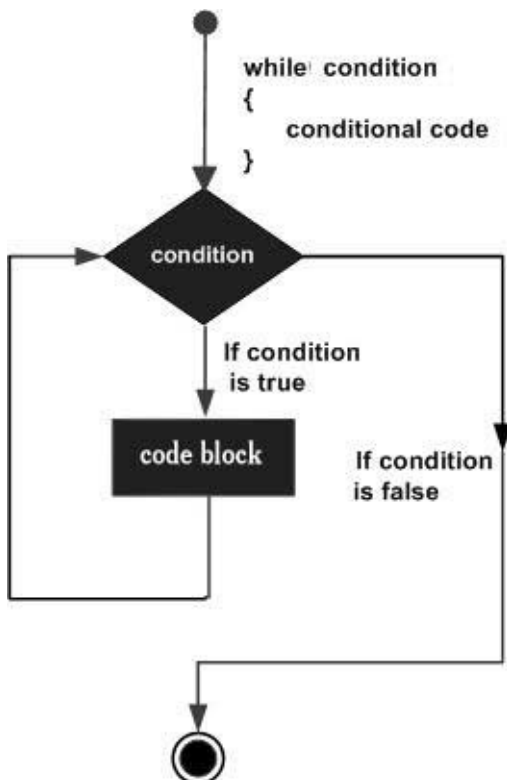 while condition
{
conditional code
}
condition
If condition
is true
code block
If condition
is false